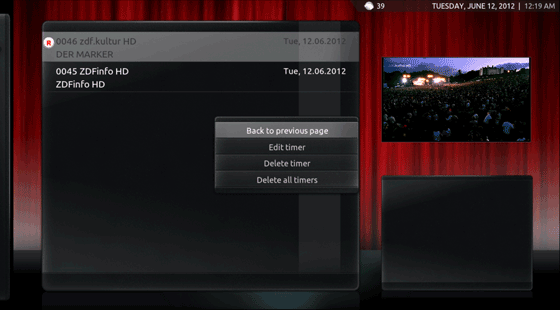 39 TUESDAY, JUNE 12, 2012 | 12:19 AM
R 0046 zdf.kultur HD Tue, 12.06.2012
DER MARKER
0045 ZDFinfo HD Tue, 12.06.2012
ZDFinfo HD
Back to previous page
Edit timer
Delete timer
Delete all timers